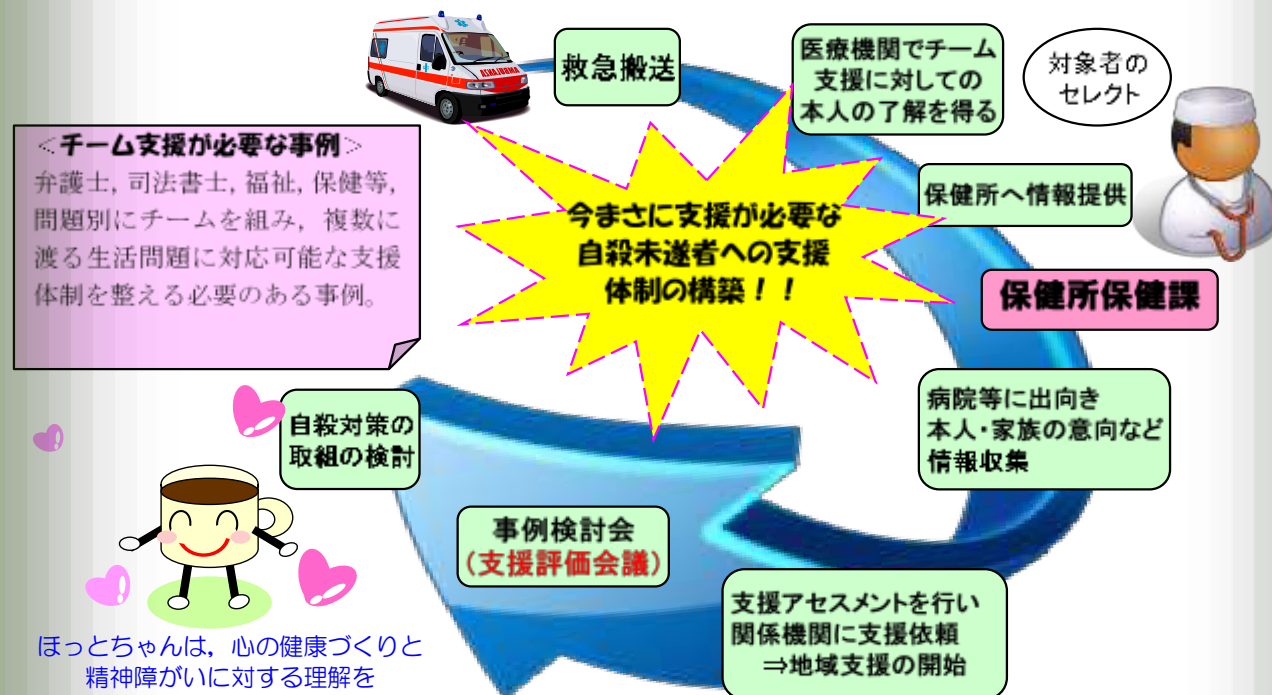 救急搬送
医療機関でチーム
支援に対しての
本人の了解を得る
対象者の
セレクト
AMBULANCE
<チーム支援が必要な事例>
弁護士,司法書士,福祉,保健等,
問題別にチームを組み，複数に
渡る生活問題に対応可能な支援
体制を整える必要のある事例。
今まさに支援が必要な
自殺未遂者への支援
体制の構築！！
保健所へ情報提供
保健所保健課
病院等に出向き
本人・家族の意向など
情報収集
自殺対策の
取組の検討
事例検討会
(支援評価会議)
支援アセスメントを行い
関係機関に支援依頼
⇒地域支援の開始
ほっとちゃんは，心の健康づくりと
精神障がいに対する理解を